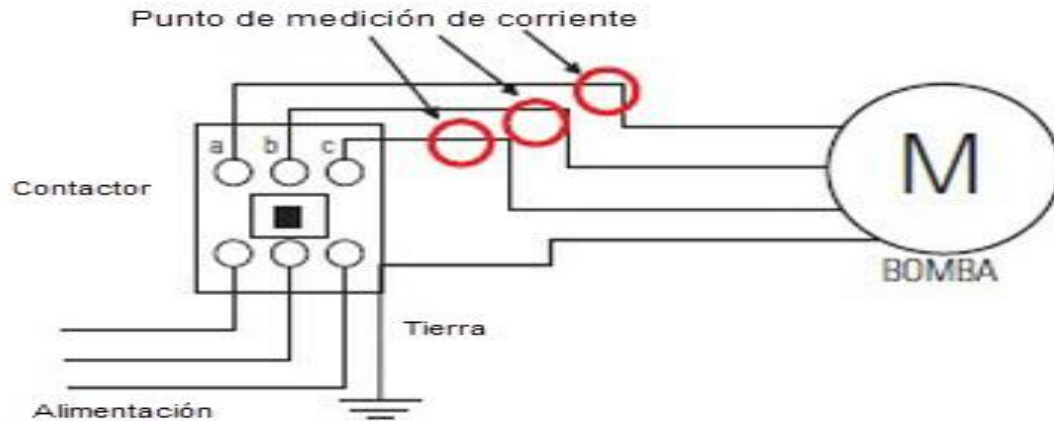 Punto de medición de corriente
a b c
M
Contactor
BOMBA
Tierra
Alimentación